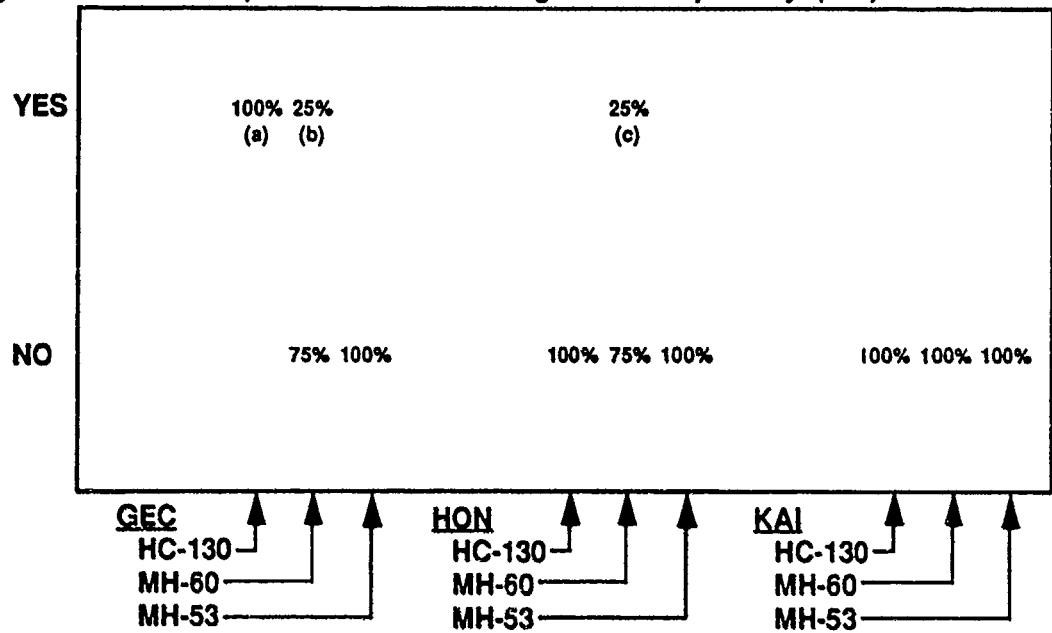 YES
100% 25% 25%
(a) (b) (c)
NO
75% 100% 100% 75% 100% 100% 100% 100%
GEC HON KAI
HC-130 HC-130 HC-130
MH-60 MH-60 MH-60
MH-53 MH-53 MH-53